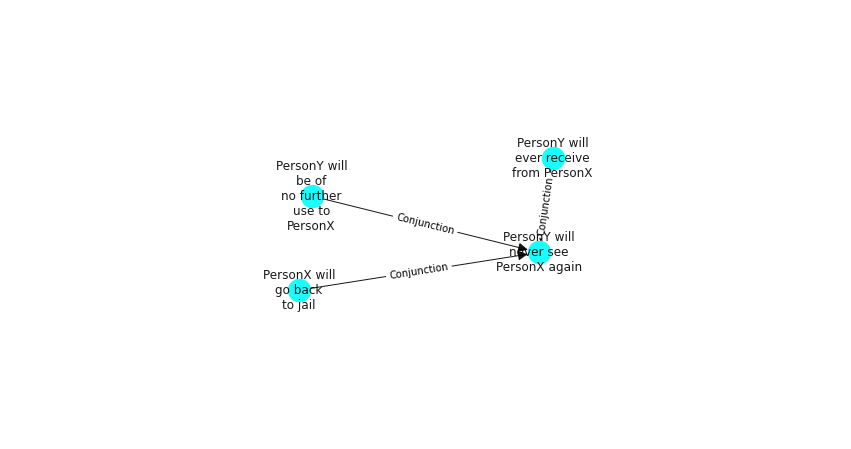 PersonY will
ever receive
from PersonX
PersonY will
be of
no further
use to
PersonX
Conjunction
Conjunction
PersonY will
never see
PersonX again
Conjunction
PersonX will
go back
to jail